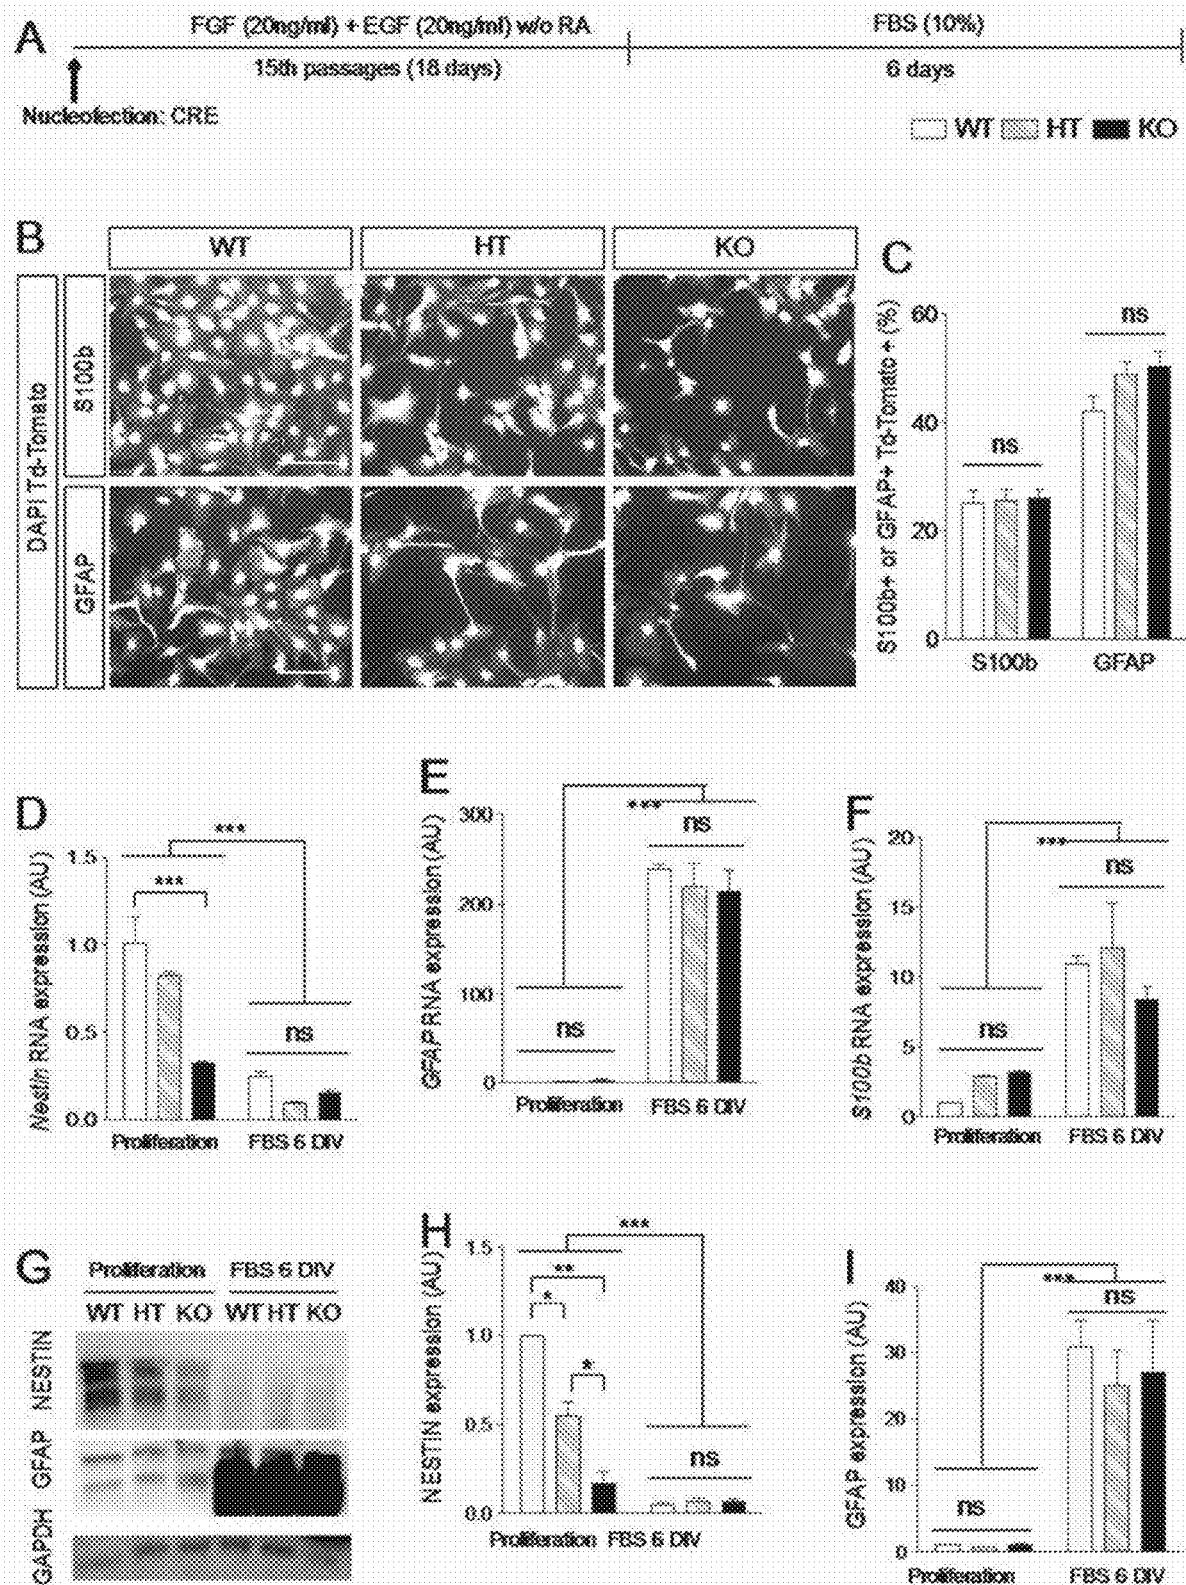 A
FGF (20ng/ml) + EGF (20ng/ml) w/o RA
FBS (10%)
15th passages (18 days)
6 days
Nucleofection: CRE
WT HT KO
B
WT
HT
KO
DAPI Td-Tomato
S100b
GFAP
C
S100b+ or GFAP+ Td-Tomato + (%)
60
40
20
0
ns
ns
S100b
GFAP
D
Nestin RNA expression (AU)
1.5
1.0
0.5
0.0
***
***
ns
Proliferation
FBS 6 DIV
E
GFAP RNA expression (AU)
300
200
100
0
***
ns
ns
Proliferation
FBS 6 DIV
F
S100b RNA expression (AU)
20
15
10
5
0
***
ns
ns
Proliferation
FBS 6 DIV
G
Proliferation FBS 6 DIV
WT HT KO WT HT KO
NESTIN
GFAP
GAPDH
H
NESTIN expression (AU)
1.5
1.0
0.5
0.0
***
**
*
*
ns
Proliferation FBS 6 DIV
I
GFAP expression (AU)
40
30
20
10
0
***
ns
ns
Proliferation
FBS 6 DIV